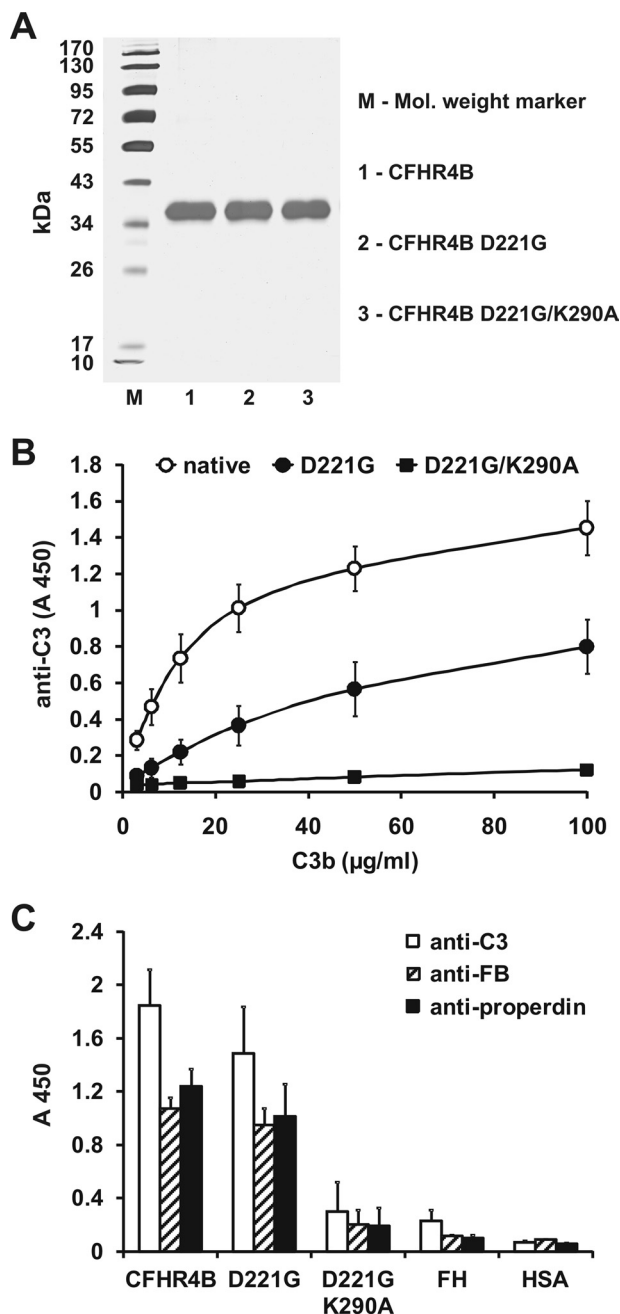 A
170
130
95
72
55
43
34
26
17
10
kDa
M 1 2 3
M - Mol. weight marker
1 - CFHR4B
2 - CFHR4B D221G
3 - CFHR4B D221G/K290A
B
native D221G D221G/K290A
1.8
1.6
1.4
1.2
1
0.8
0.6
0.4
0.2
0
anti-C3 (A 450)
0 20 40 60 80 100
C3b (µg/ml)
C
2.4
2
1.6
1.2
0.8
0.4
0
A 450
anti-C3
anti-FB
anti-properdin
CFHR4B D221G D221G FH HSA
K290A